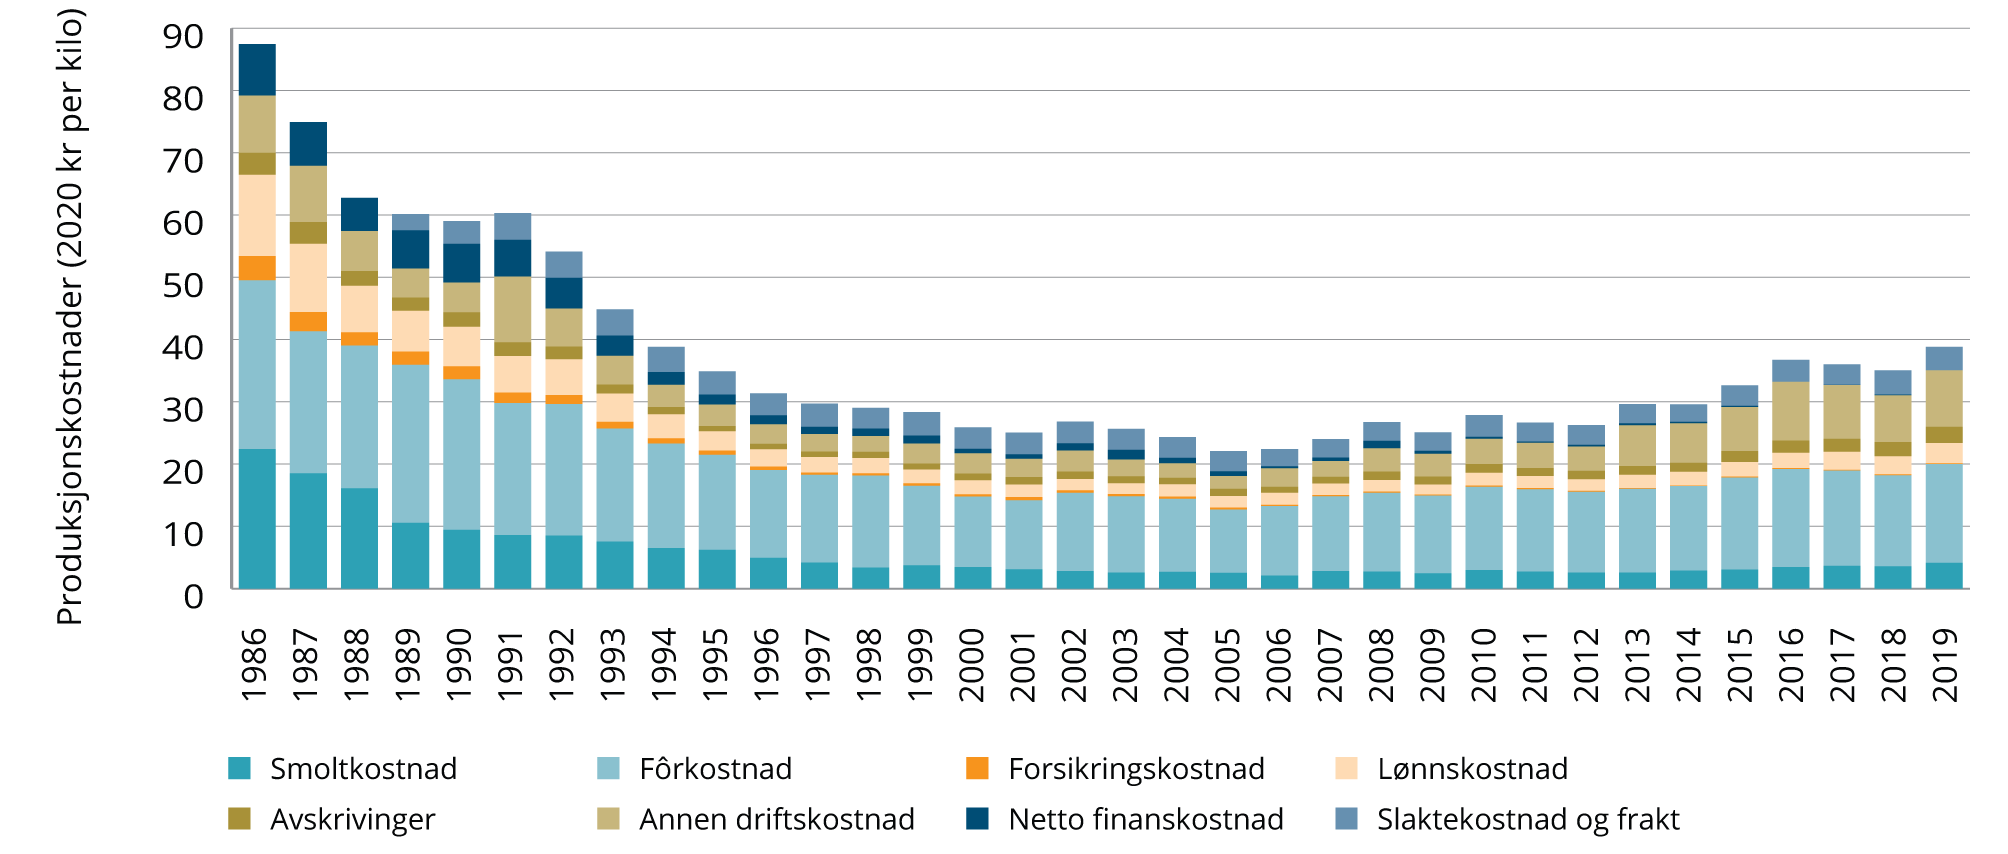 Produksjonskostnader (2020 kr per kilo)
90
80
70
60
50
40
30
20
10
0
1986 1987 1988 1989 1990 1991 1992 1993 1994 1995 1996 1997 1998 1999 2000 2001 2002 2003 2004 2005 2006 2007 2008 2009 2010 2011 2012 2013 2014 2015 2016 2017 2018 2019
Smoltkostnad Fôrkostnad Forsikringskostnad Lønnskostnad
Avskrivinger Annen driftskostnad Netto finanskostnad Slaktekostnad og frakt